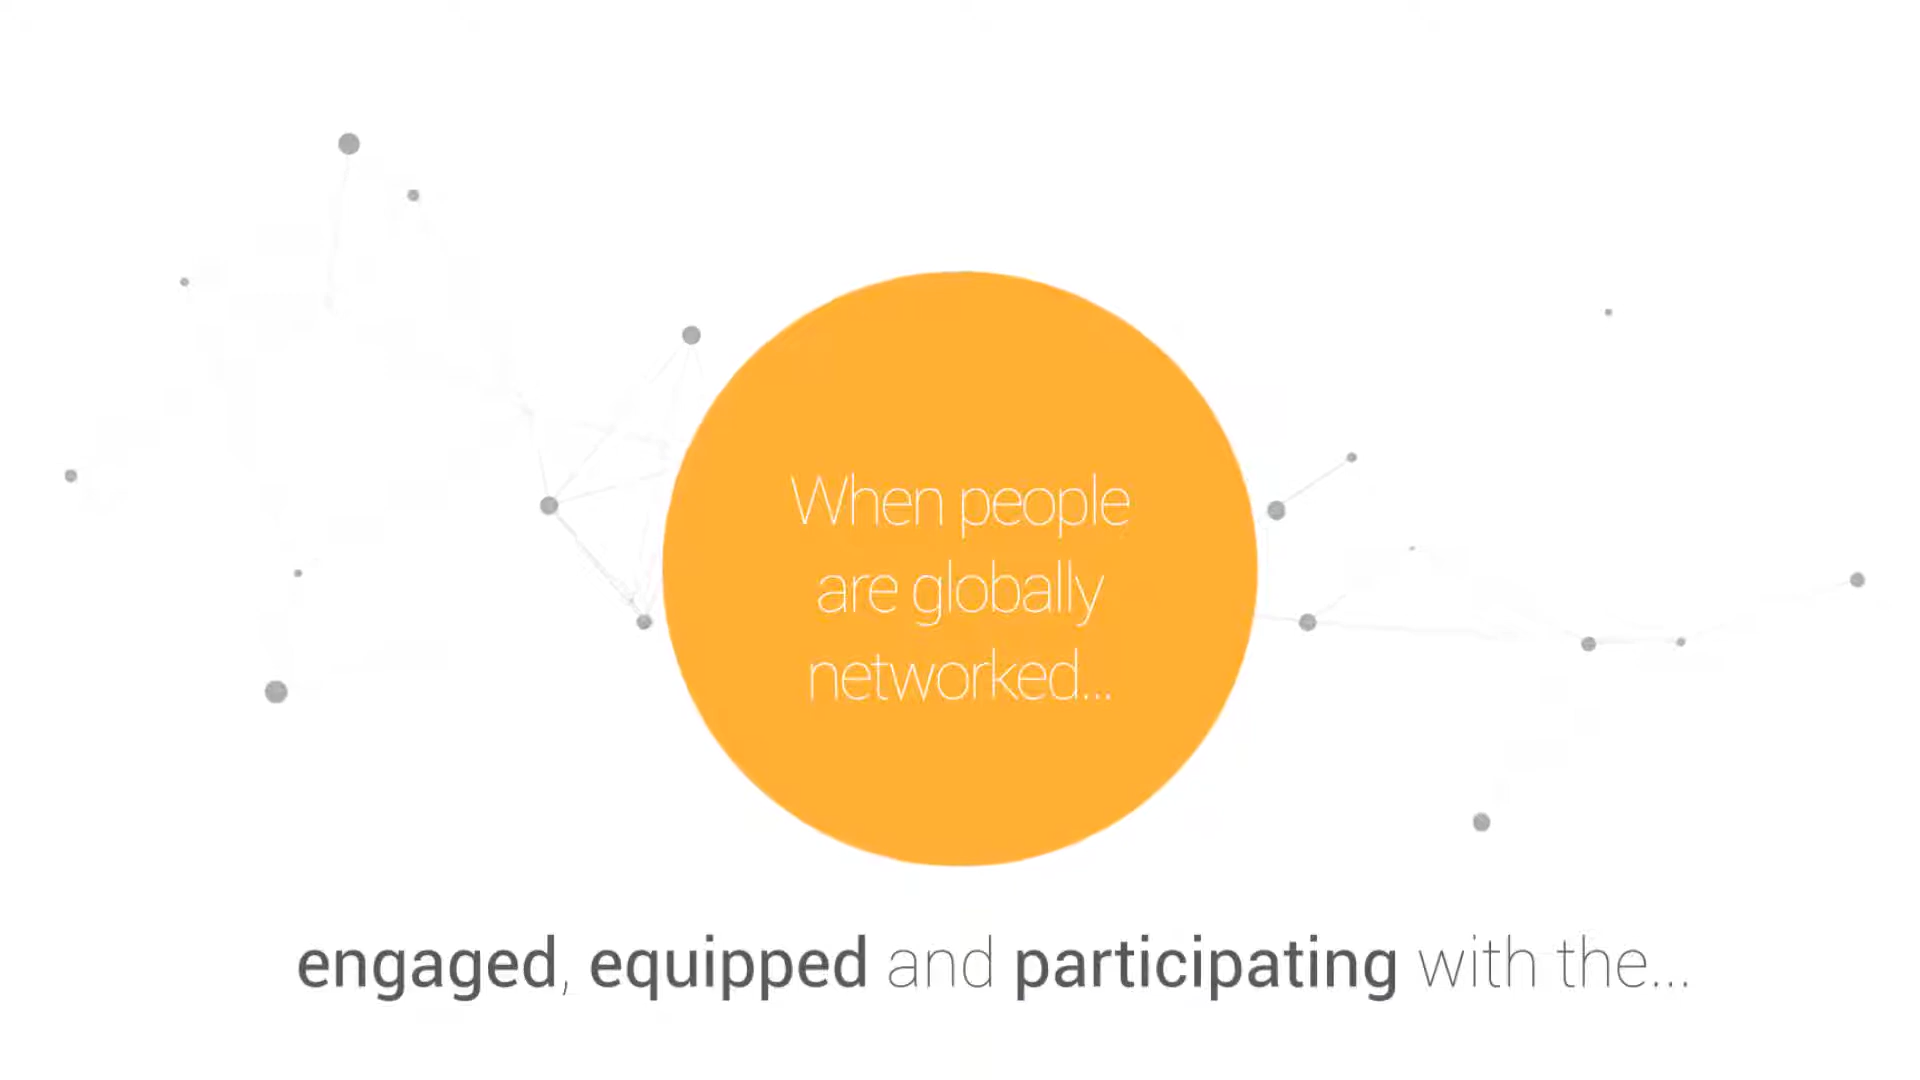 When people
are globally
networked...
engaged, equipped and participating with the...